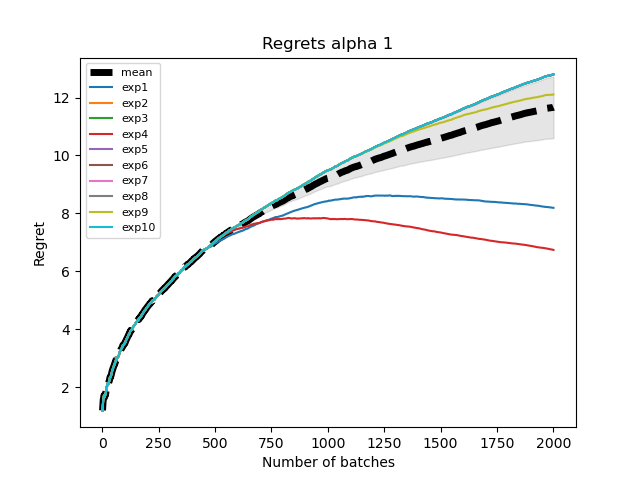 Regrets alpha 1
mean
exp1
exp2
exp3
exp4
exp5
exp6
exp7
exp8
exp9
exp10
12
10
8
6
4
2
Regret
0
250
500
750
1000
1250
1500
1750
2000
Number of batches